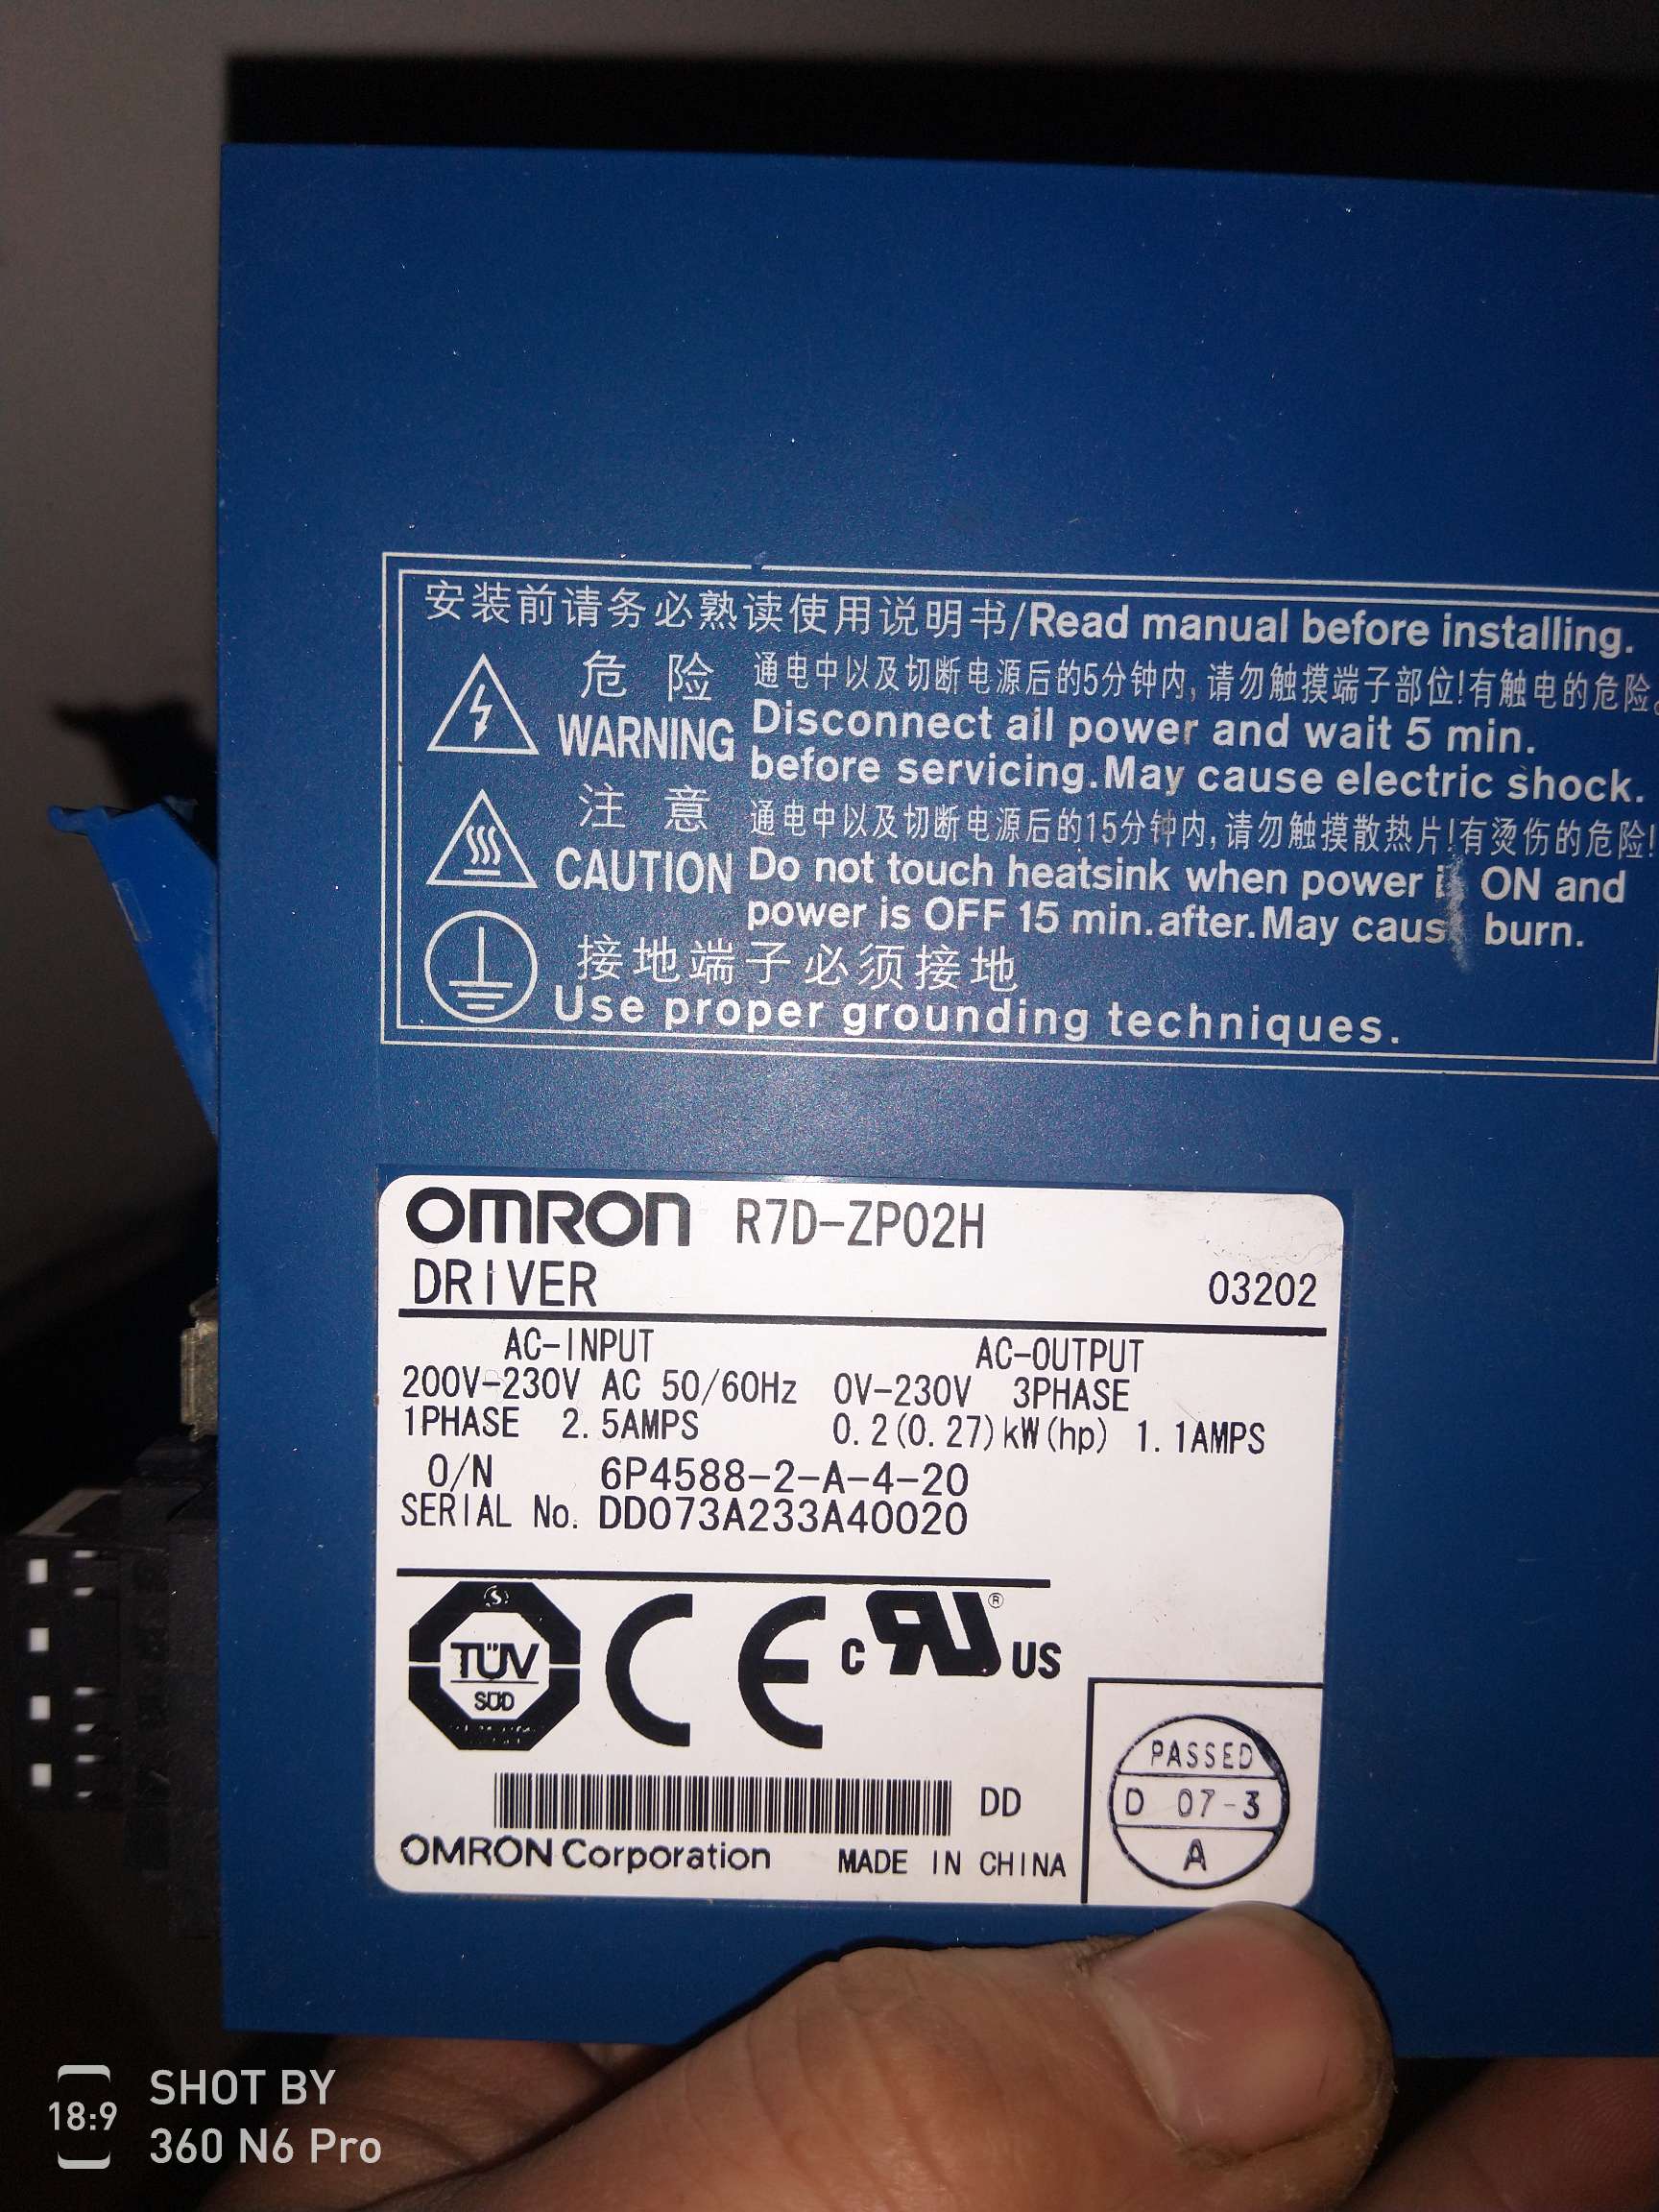 安装前请务必熟读使用说明书/Read manual before installing.
危 险 通电中以及切断电源后的5分钟内,请勿触摸端子部位!有触电的危险。
WARNING Disconnect all power and wait 5 min.
before servicing.May cause electric shock.
注 意 通电中以及切断电源后的15分钟内,请勿触摸散热片!有烫伤的危险!
CAUTION Do not touch heatsink when power is ON and
power is OFF 15 min.after.May cause burn.
接地端子必须接地
Use proper grounding techniques.
OMRON R7D-ZP02H
DRIVER 03202
AC-INPUT AC-OUTPUT
200V-230V AC 50/60Hz 0V-230V 3PHASE
1PHASE 2.5AMPS 0.2(0.27)kW(hp) 1.1AMPS
O/N 6P4588-2-A-4-20
SERIAL No. DD073A233A40020
TÜV
SÜD
CE
c RU ® US
PASSED
D 07-3
A
DD
OMRON Corporation MADE IN CHINA
18:9
SHOT BY
360 N6 Pro